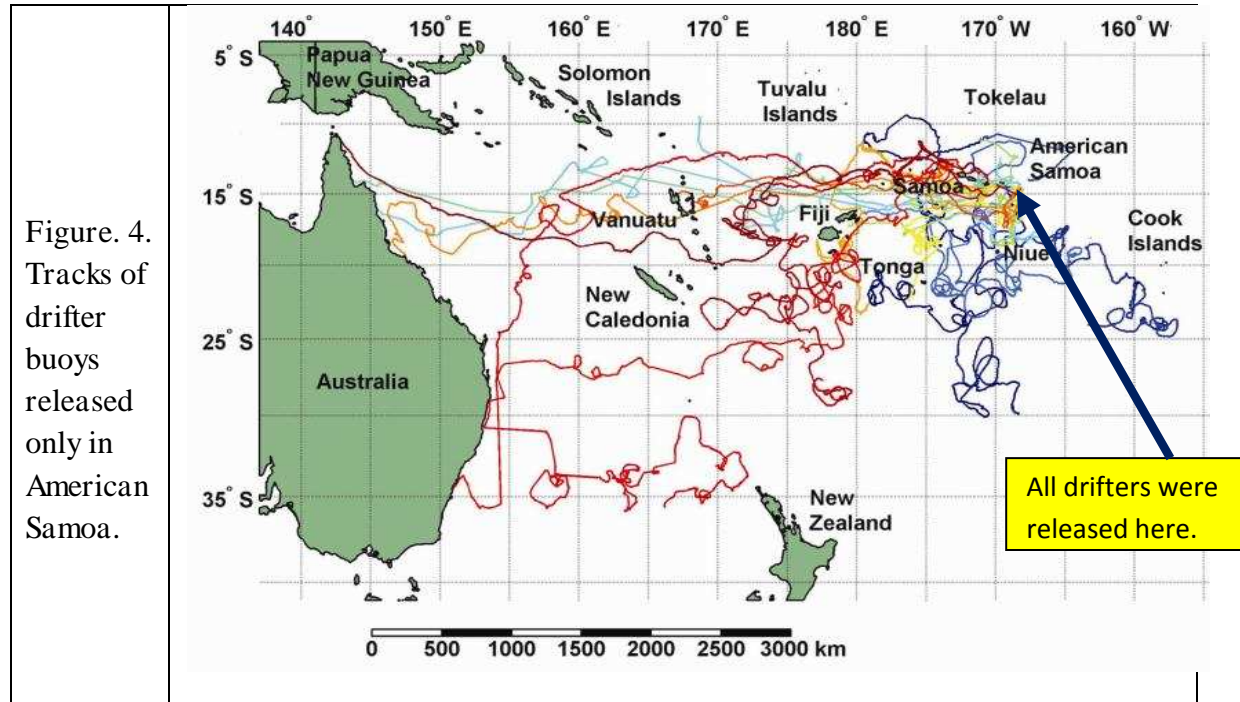 Figure. 4.
Tracks of
drifter
buoys
released
only in
American
Samoa.
140° 150° E 160° E 170° E 180° E 170° W 160° W
5° S
15° S
25° S
35° S
Papua
New Guinea
Solomon
Islands
Tuvalu
Islands
Tokelau
American
Samoa
Samoa
Vanuatu
Fiji
Cook
Islands
Niue
Tonga
New
Caledonia
Australia
New
Zealand
All drifters were
released here.
0 500 1000 1500 2000 2500 3000 km